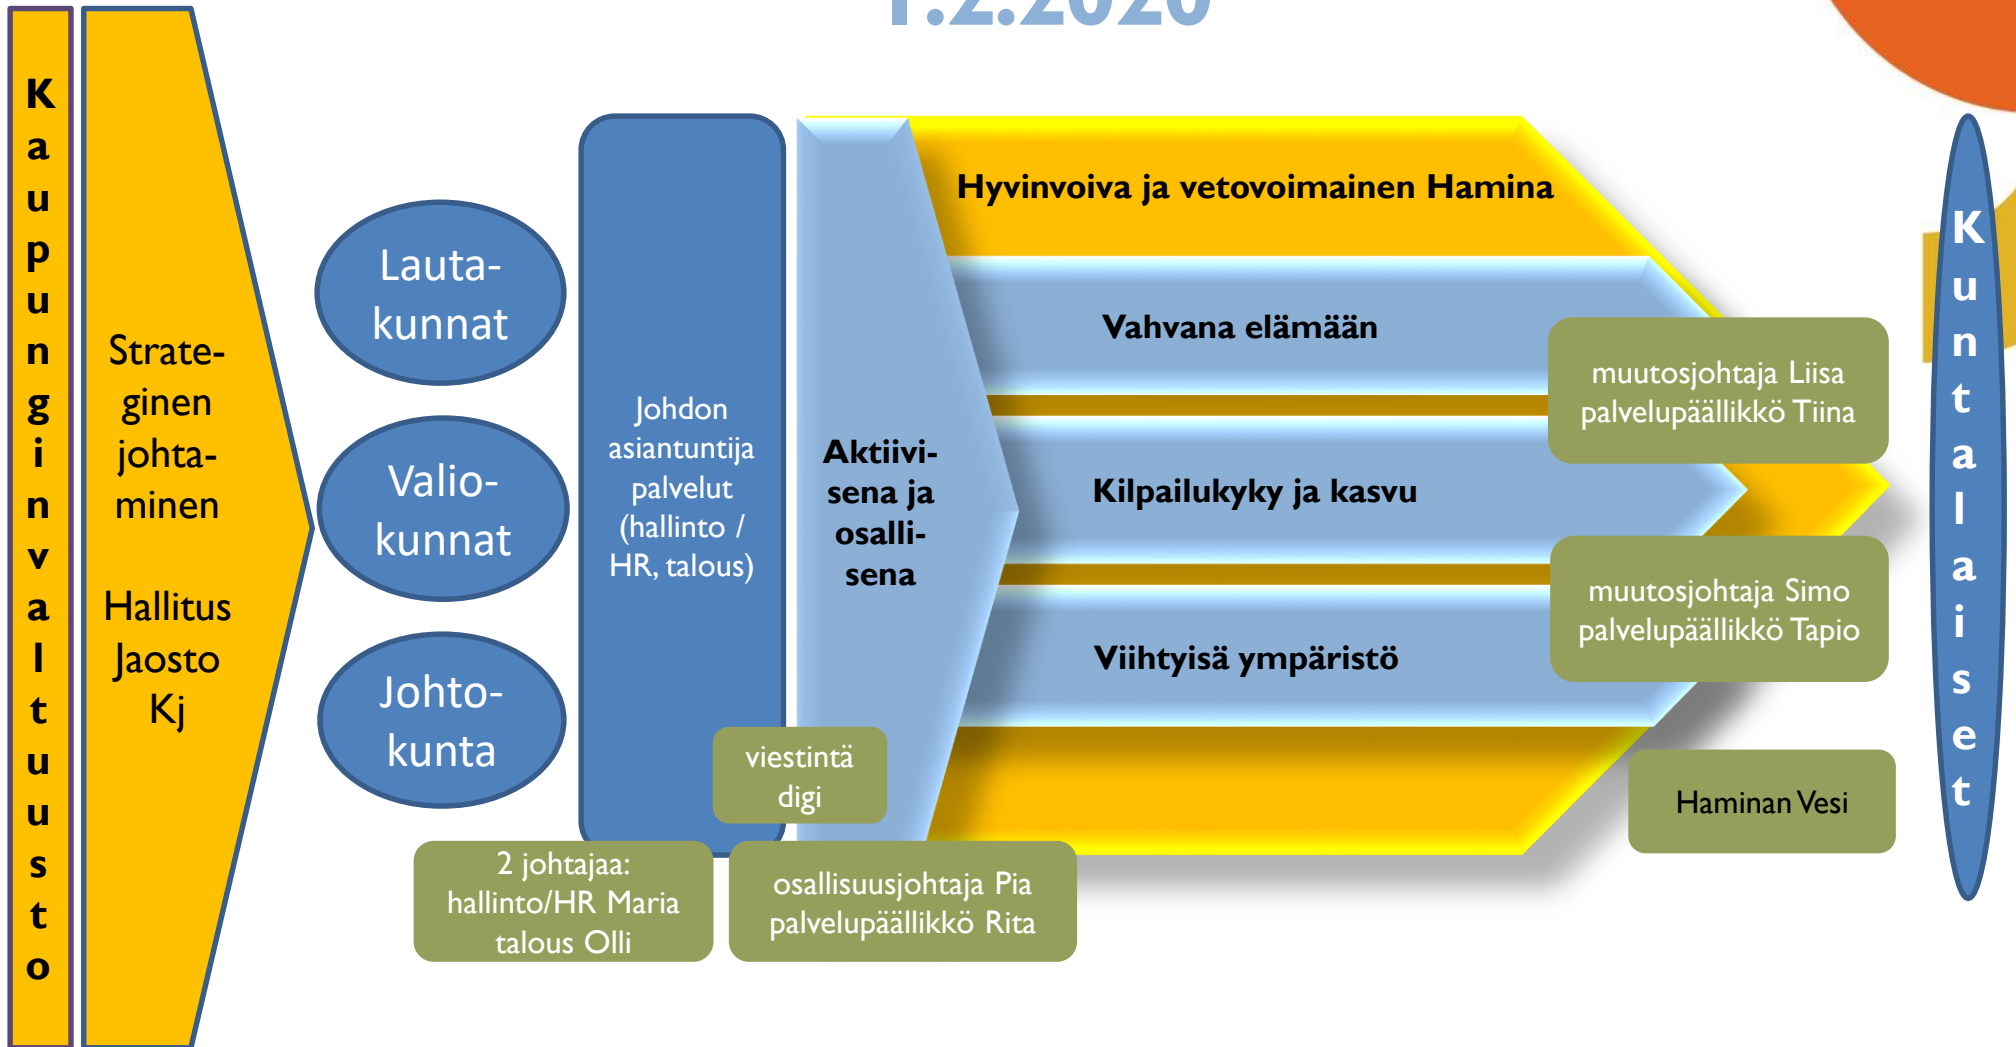 1.2.2020
Kaupunginvaltuusto
Strate-
ginen
johta-
minen
Hallitus
Jaosto
Kj
Lauta-
kunnat
Valio-
kunnat
Johto-
kunta
Johdon
asiantuntija
palvelut
(hallinto /
HR, talous)
viestintä
digi
2 johtajaa:
hallinto/HR Maria
talous Olli
Aktiivi-
sena ja
osalli-
sena
osallisuusjohtaja Pia
palvelupäällikkö Rita
Hyvinvoiva ja vetovoimainen Hamina
Vahvana elämään
muutosjohtaja Liisa
palvelupäällikkö Tiina
Kilpailukyky ja kasvu
muutosjohtaja Simo
palvelupäällikkö Tapio
Viihtyisä ympäristö
Haminan Vesi
Kuntalaiset